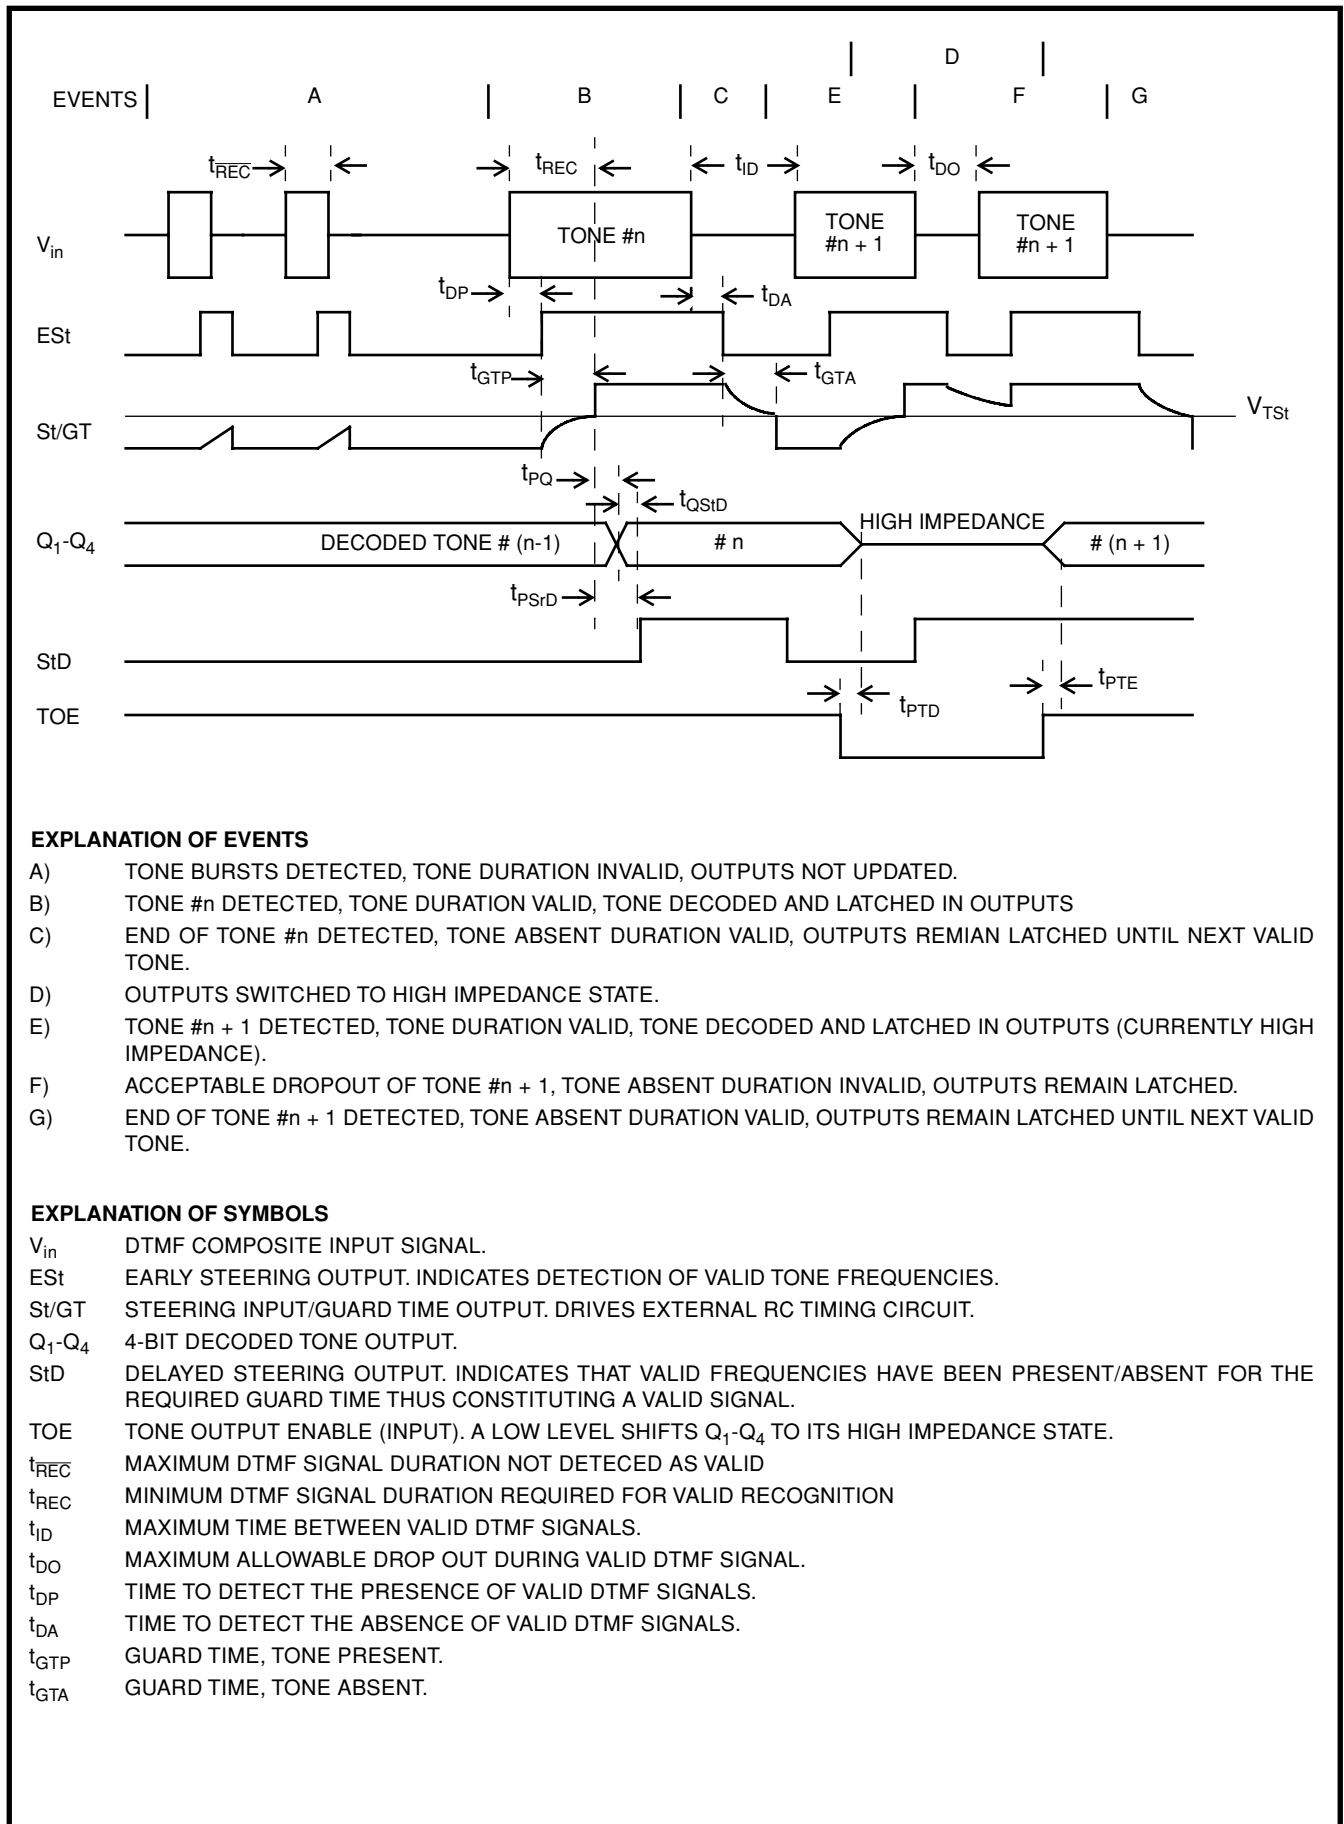 D
EVENTS A B C E F G
tREC tREC tID tDO
Vin TONE #n TONE #n + 1 TONE #n + 1
tDP tDA
ESt
tGTP tGTA
VTSt
St/GT
tPQ
tQStD
HIGH IMPEDANCE
Q1-Q4 DECODED TONE # (n-1) # n # (n + 1)
tPSrD
StD
tPTE
tPTD
TOE
EXPLANATION OF EVENTS
A) TONE BURSTS DETECTED, TONE DURATION INVALID, OUTPUTS NOT UPDATED.
B) TONE #n DETECTED, TONE DURATION VALID, TONE DECODED AND LATCHED IN OUTPUTS
C) END OF TONE #n DETECTED, TONE ABSENT DURATION VALID, OUTPUTS REMIAN LATCHED UNTIL NEXT VALID
TONE.
D) OUTPUTS SWITCHED TO HIGH IMPEDANCE STATE.
E) TONE #n + 1 DETECTED, TONE DURATION VALID, TONE DECODED AND LATCHED IN OUTPUTS (CURRENTLY HIGH
IMPEDANCE).
F) ACCEPTABLE DROPOUT OF TONE #n + 1, TONE ABSENT DURATION INVALID, OUTPUTS REMAIN LATCHED.
G) END OF TONE #n + 1 DETECTED, TONE ABSENT DURATION VALID, OUTPUTS REMAIN LATCHED UNTIL NEXT VALID
TONE.
EXPLANATION OF SYMBOLS
Vin DTMF COMPOSITE INPUT SIGNAL.
ESt EARLY STEERING OUTPUT. INDICATES DETECTION OF VALID TONE FREQUENCIES.
St/GT STEERING INPUT/GUARD TIME OUTPUT. DRIVES EXTERNAL RC TIMING CIRCUIT.
Q1-Q4 4-BIT DECODED TONE OUTPUT.
StD DELAYED STEERING OUTPUT. INDICATES THAT VALID FREQUENCIES HAVE BEEN PRESENT/ABSENT FOR THE
REQUIRED GUARD TIME THUS CONSTITUTING A VALID SIGNAL.
TOE TONE OUTPUT ENABLE (INPUT). A LOW LEVEL SHIFTS Q1-Q4 TO ITS HIGH IMPEDANCE STATE.
tR̅E̅C̅ MAXIMUM DTMF SIGNAL DURATION NOT DETECED AS VALID
tREC MINIMUM DTMF SIGNAL DURATION REQUIRED FOR VALID RECOGNITION
tID MAXIMUM TIME BETWEEN VALID DTMF SIGNALS.
tDO MAXIMUM ALLOWABLE DROP OUT DURING VALID DTMF SIGNAL.
tDP TIME TO DETECT THE PRESENCE OF VALID DTMF SIGNALS.
tDA TIME TO DETECT THE ABSENCE OF VALID DTMF SIGNALS.
tGTP GUARD TIME, TONE PRESENT.
tGTA GUARD TIME, TONE ABSENT.